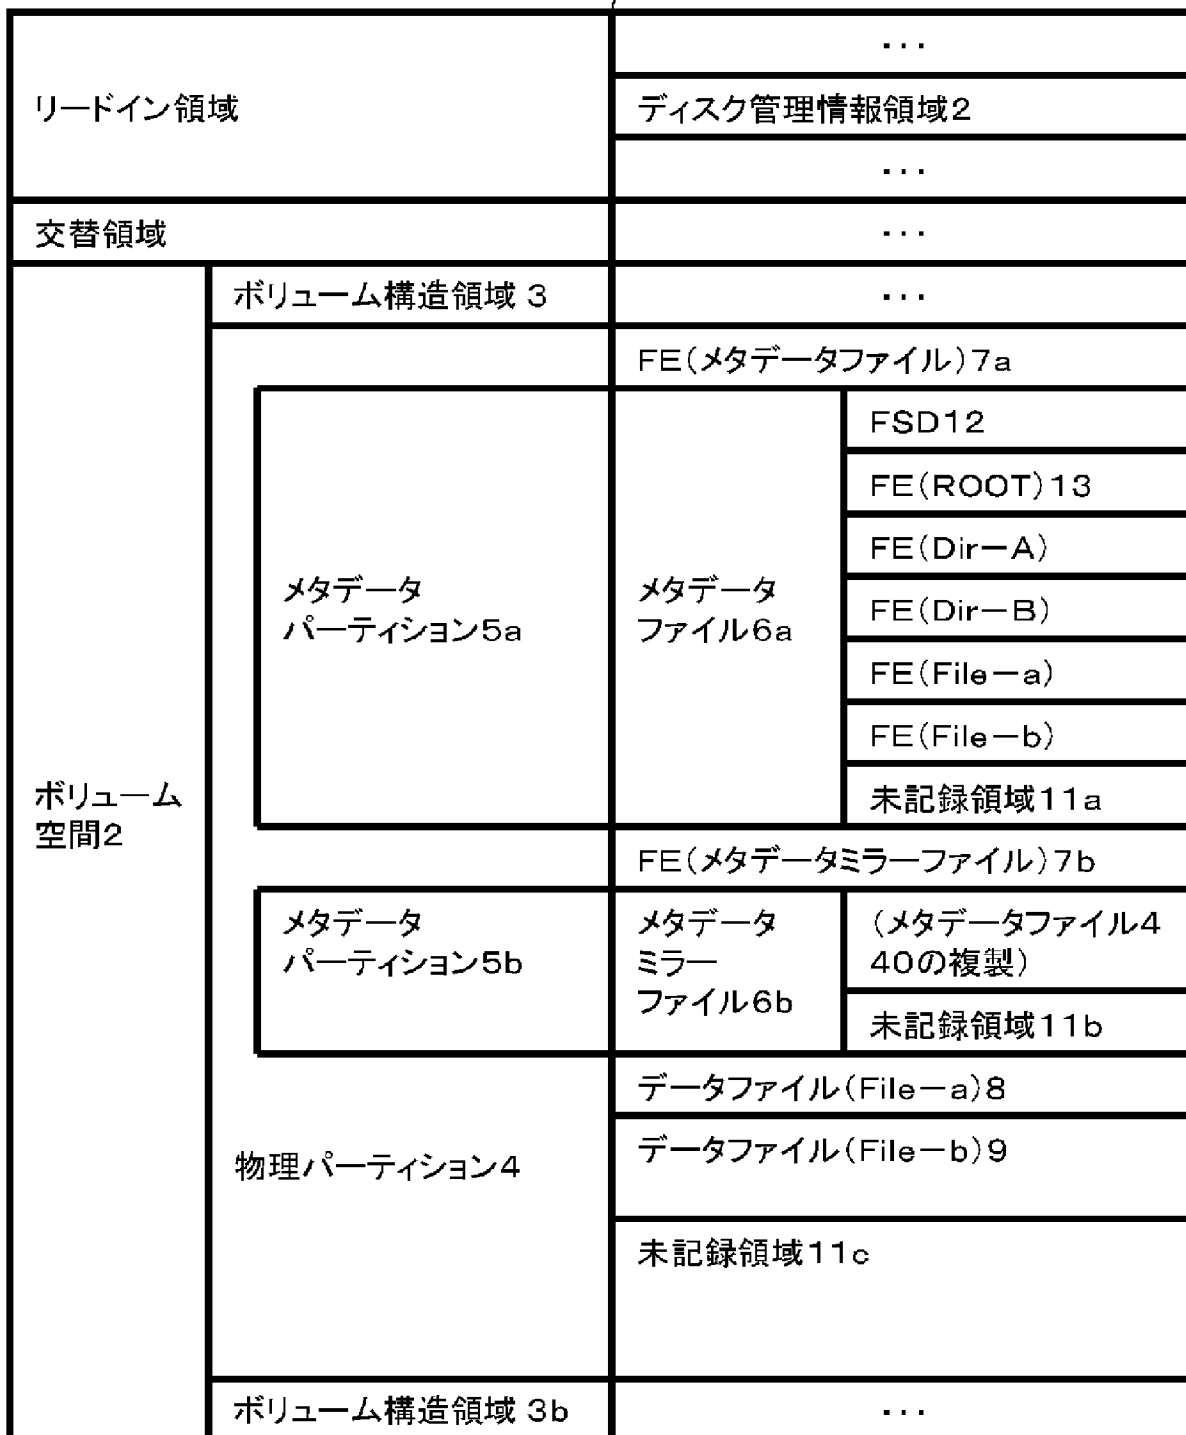 ・・・
リードイン領域
ディスク管理情報領域2
・・・
交替領域
・・・
ボリューム構造領域 3
・・・
FE(メタデータファイル)7a
メタデータ
パーティション5a
メタデータ
ファイル6a
FSD12
FE(ROOT)13
FE(Dir－A)
FE(Dir－B)
FE(File－a)
FE(File－b)
未記録領域11a
ボリューム
空間2
FE(メタデータミラーファイル)7b
メタデータ
パーティション5b
メタデータ
ミラー
ファイル6b
(メタデータファイル4
40の複製)
未記録領域11b
データファイル(File－a)8
物理パーティション4
データファイル(File－b)9
未記録領域11c
ボリューム構造領域 3b
・・・